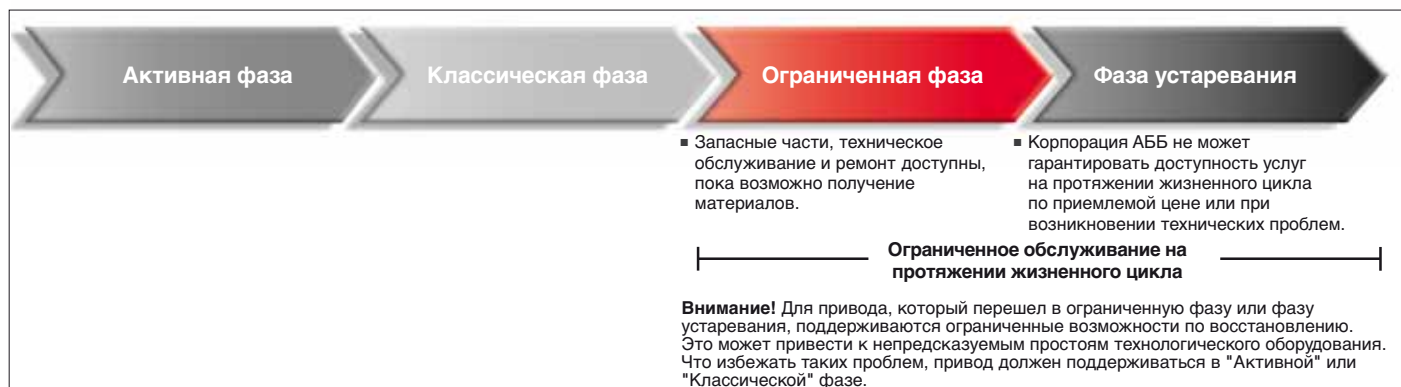 Активная фаза
Классическая фаза
Ограниченная фаза
Фаза устаревания
▪ Запасные части, техническое
обслуживание и ремонт доступны,
пока возможно получение
материалов.
▪ Корпорация АББ не может
гарантировать доступность услуг
на протяжении жизненного цикла
по приемлемой цене или при
возникновении технических проблем.
Ограниченное обслуживание на
протяжении жизненного цикла
Внимание! Для привода, который перешел в ограниченную фазу или фазу
устаревания, поддерживаются ограниченные возможности по восстановлению.
Это может привести к непредсказуемым простоям технологического оборудования.
Что избежать таких проблем, привод должен поддерживаться в "Активной" или
"Классической" фазе.